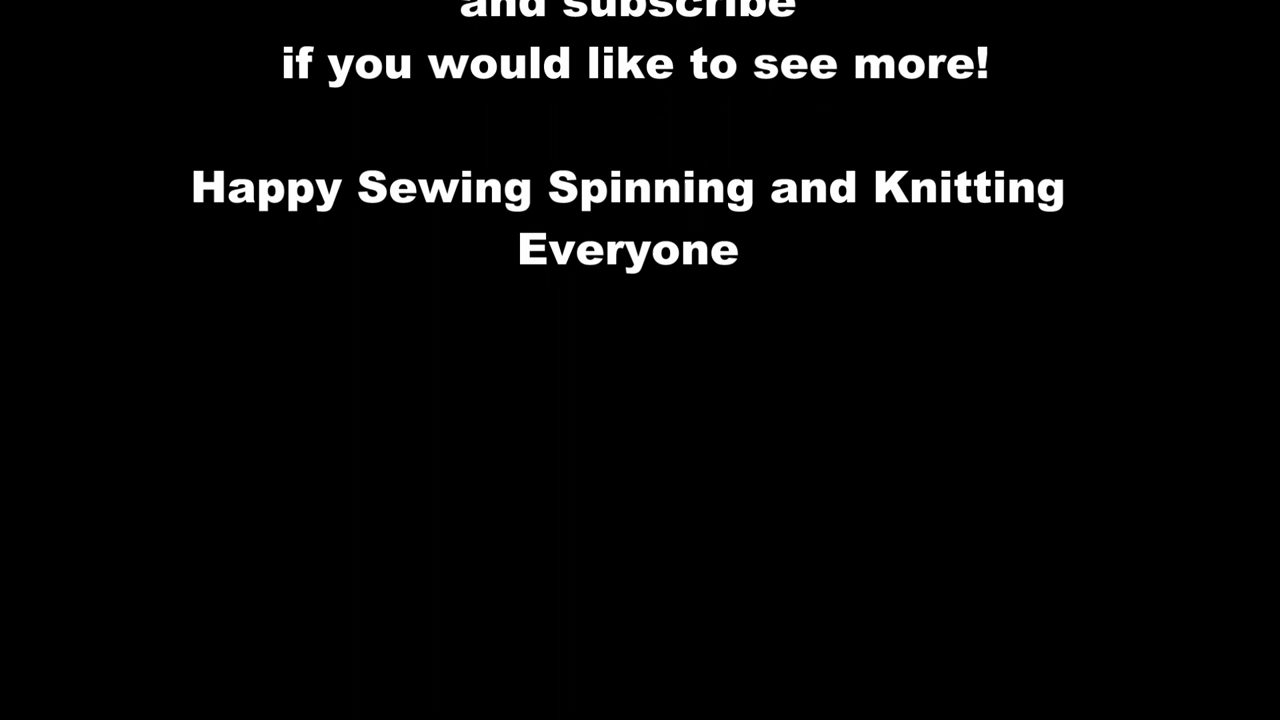 and subscribe
if you would like to see more!
Happy Sewing Spinning and Knitting
Everyone